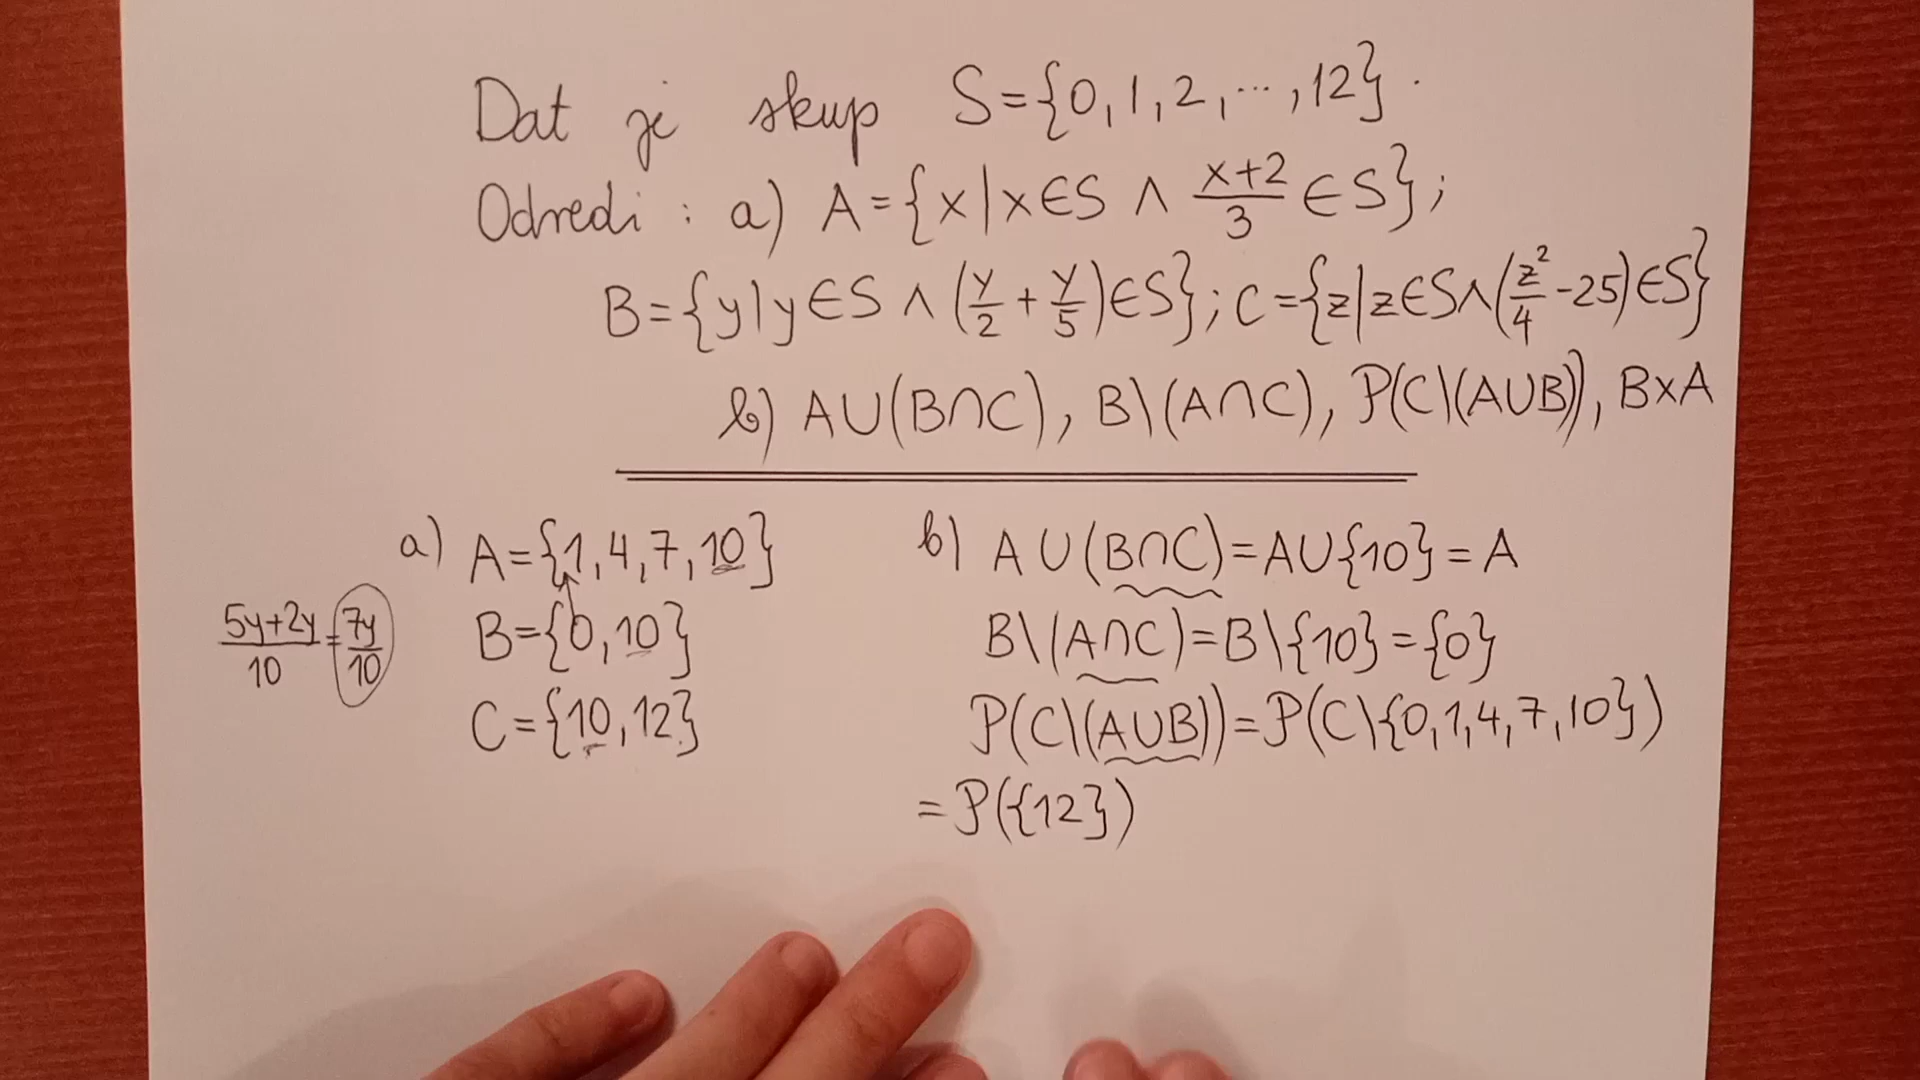 Dat je skup S={0,1,2,...,12}.
Odredi: a) A={x|x∈S ∧ (x+2)/3 ∈S};
B={y|y∈S ∧ (y/2 + y/5)∈S}; C={z|z∈S∧(z²/4 -25)∈S}
b) A∪(B∩C), B\(A∩C), P(C\(A∪B)), B×A
a) A={1,4,7,10}
(5y+2y)/10 = 7y/10
B={0,10}
C={10,12}
b) A∪(B∩C)=A∪{10}=A
B\(A∩C)=B\{10}={0}
P(C\(A∪B))=P(C\{0,1,4,7,10})
=P({12})